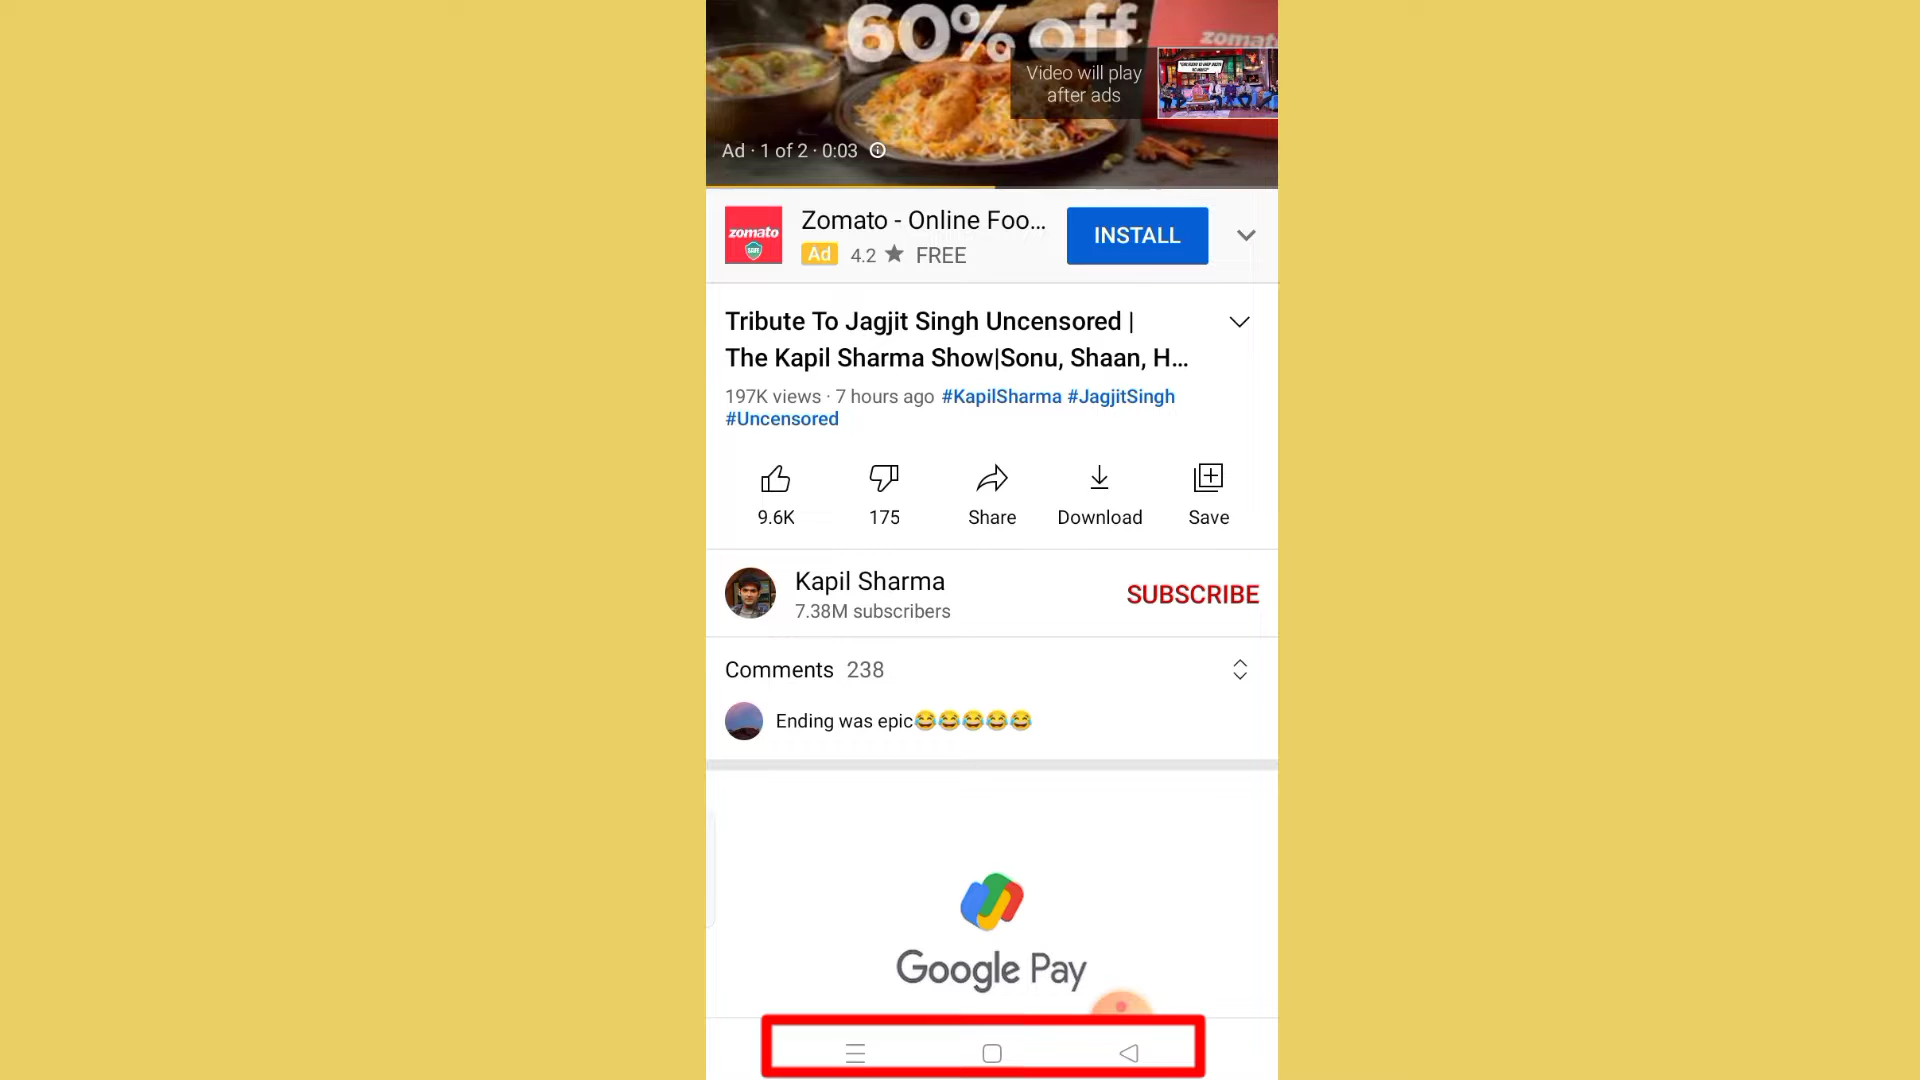 60% off
zomato
Video will play
after ads
Ad · 1 of 2 · 0:03
zomato
Zomato - Online Foo...
INSTALL
Ad 4.2 ★ FREE
Tribute To Jagjit Singh Uncensored |
The Kapil Sharma Show|Sonu, Shaan, H...
197K views · 7 hours ago #KapilSharma #JagjitSingh
#Uncensored
9.6K 175 Share Download Save
Kapil Sharma
7.38M subscribers
SUBSCRIBE
Comments 238
Ending was epic😂😂😂😂😂
Google Pay